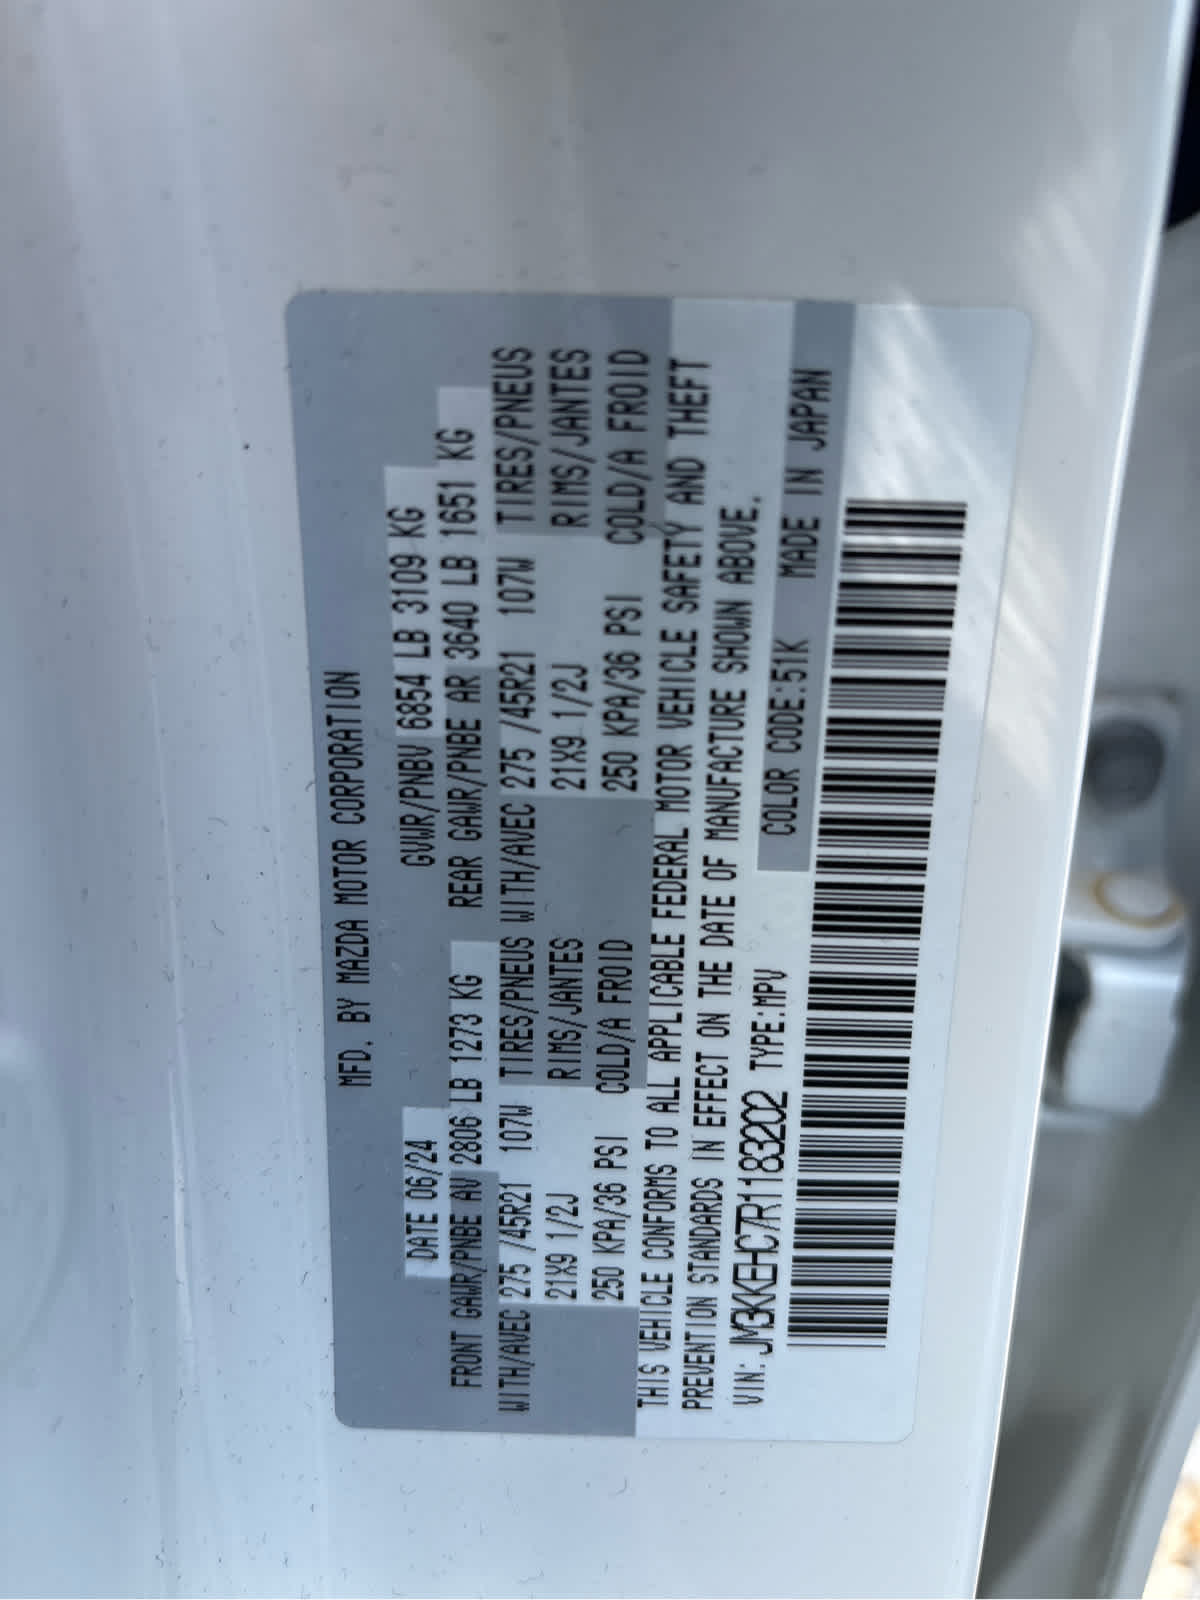 MFD. BY MAZDA MOTOR CORPORATION
DATE 06/24 GVWR/PNBV 6854 LB 3109 KG
FRONT GAWR/PNBE AV 2806 LB 1273 KG REAR GAWR/PNBE AR 3640 LB 1651 KG
WITH/AVEC 275 /45R21 107W TIRES/PNEUS WITH/AVEC 275 /45R21 107W TIRES/PNEUS
21X9 1/2J RIMS/JANTES 21X9 1/2J RIMS/JANTES
250 KPA/36 PSI COLD/A FROID 250 KPA/36 PSI COLD/A FROID
THIS VEHICLE CONFORMS TO ALL APPLICABLE FEDERAL MOTOR VEHICLE SAFETY AND THEFT
PREVENTION STANDARDS IN EFFECT ON THE DATE OF MANUFACTURE SHOWN ABOVE.
VIN: JM3KKEHC7R1183202 TYPE:MPV COLOR CODE:51K MADE IN JAPAN